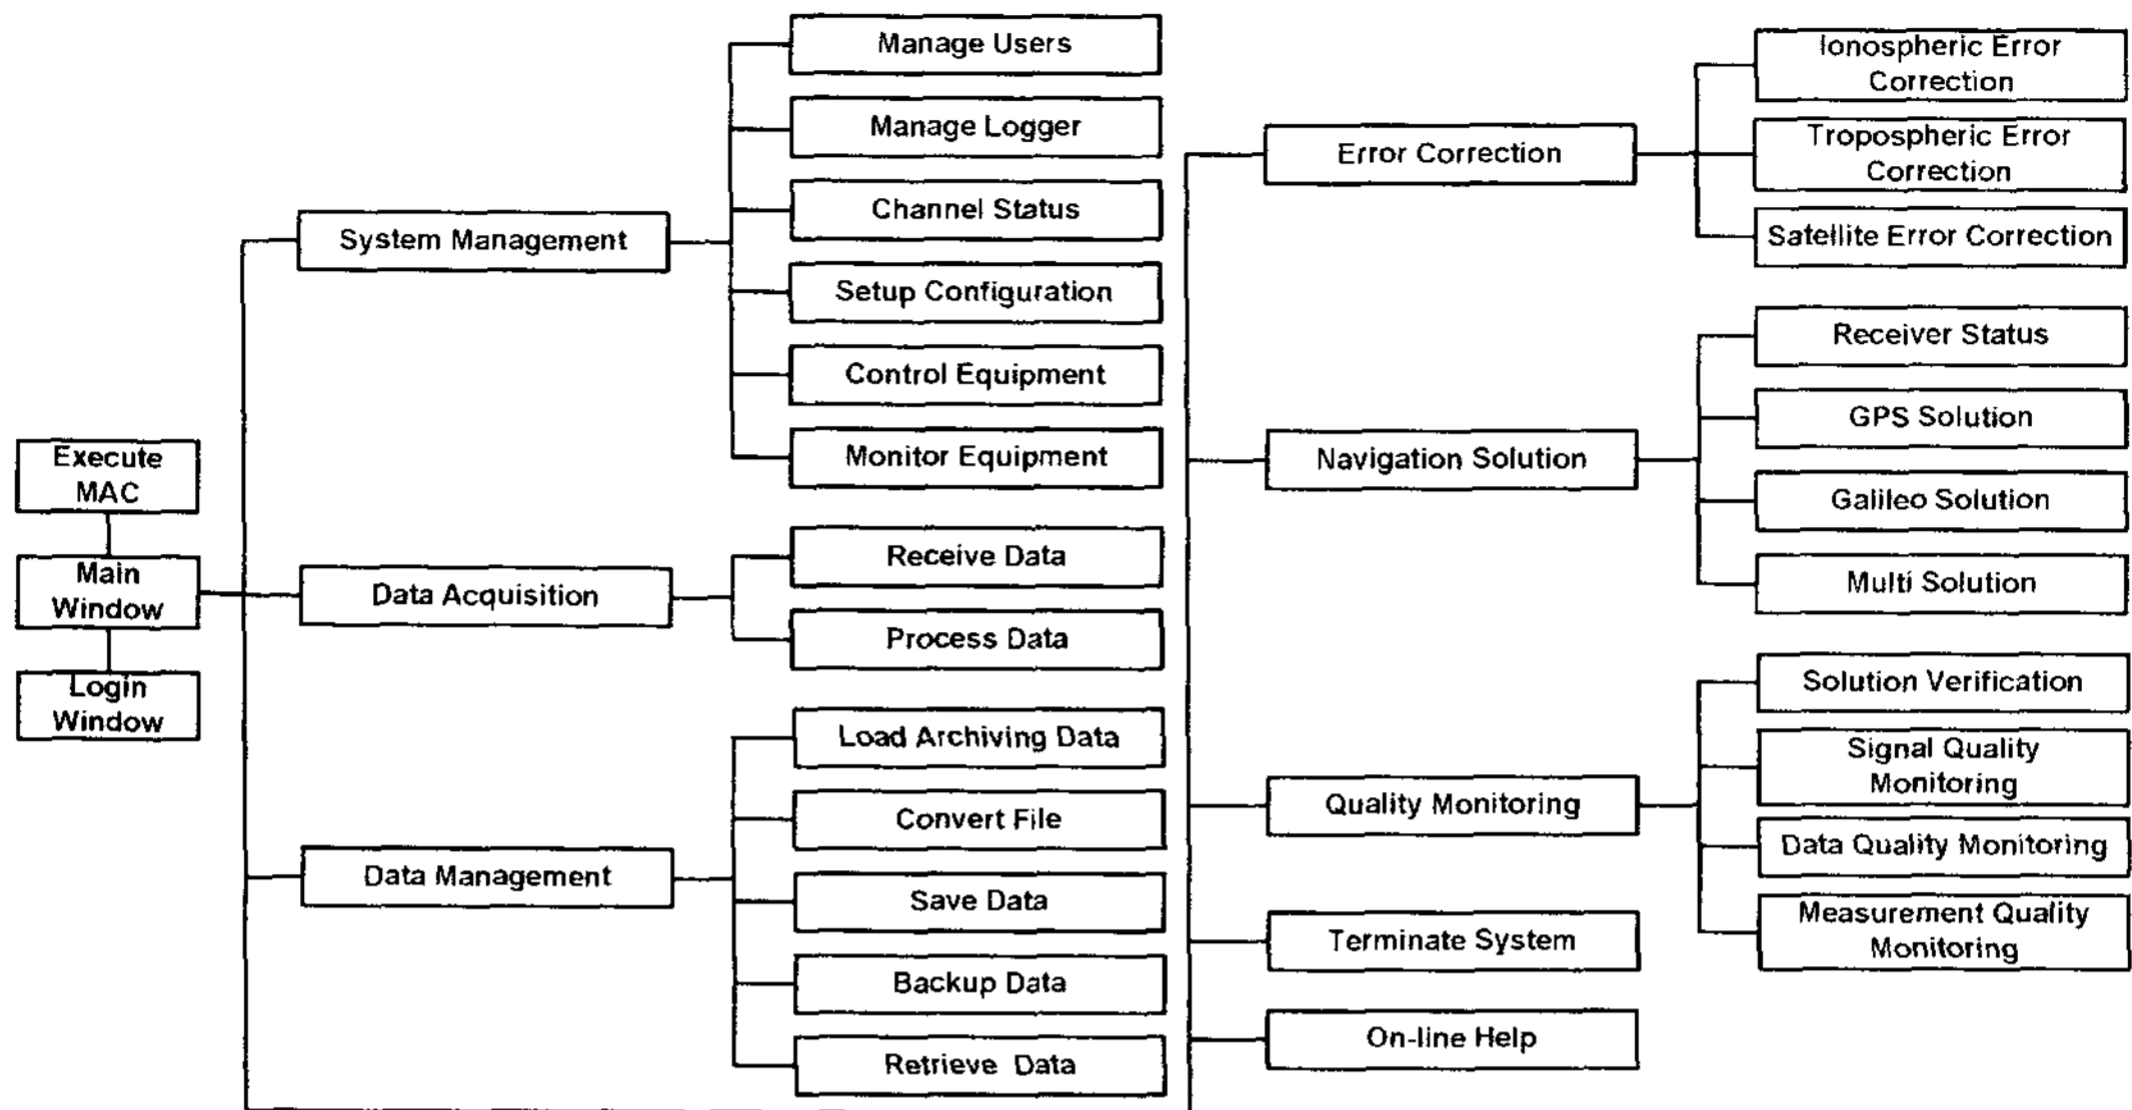 Execute
MAC
Main
Window
Login
Window
System Management
Manage Users
Manage Logger
Channel Status
Setup Configuration
Control Equipment
Monitor Equipment
Data Acquisition
Receive Data
Process Data
Data Management
Load Archiving Data
Convert File
Save Data
Backup Data
Retrieve Data
Error Correction
Ionospheric Error
Correction
Tropospheric Error
Correction
Satellite Error Correction
Navigation Solution
Receiver Status
GPS Solution
Galileo Solution
Multi Solution
Quality Monitoring
Solution Verification
Signal Quality
Monitoring
Data Quality Monitoring
Measurement Quality
Monitoring
Terminate System
On-line Help